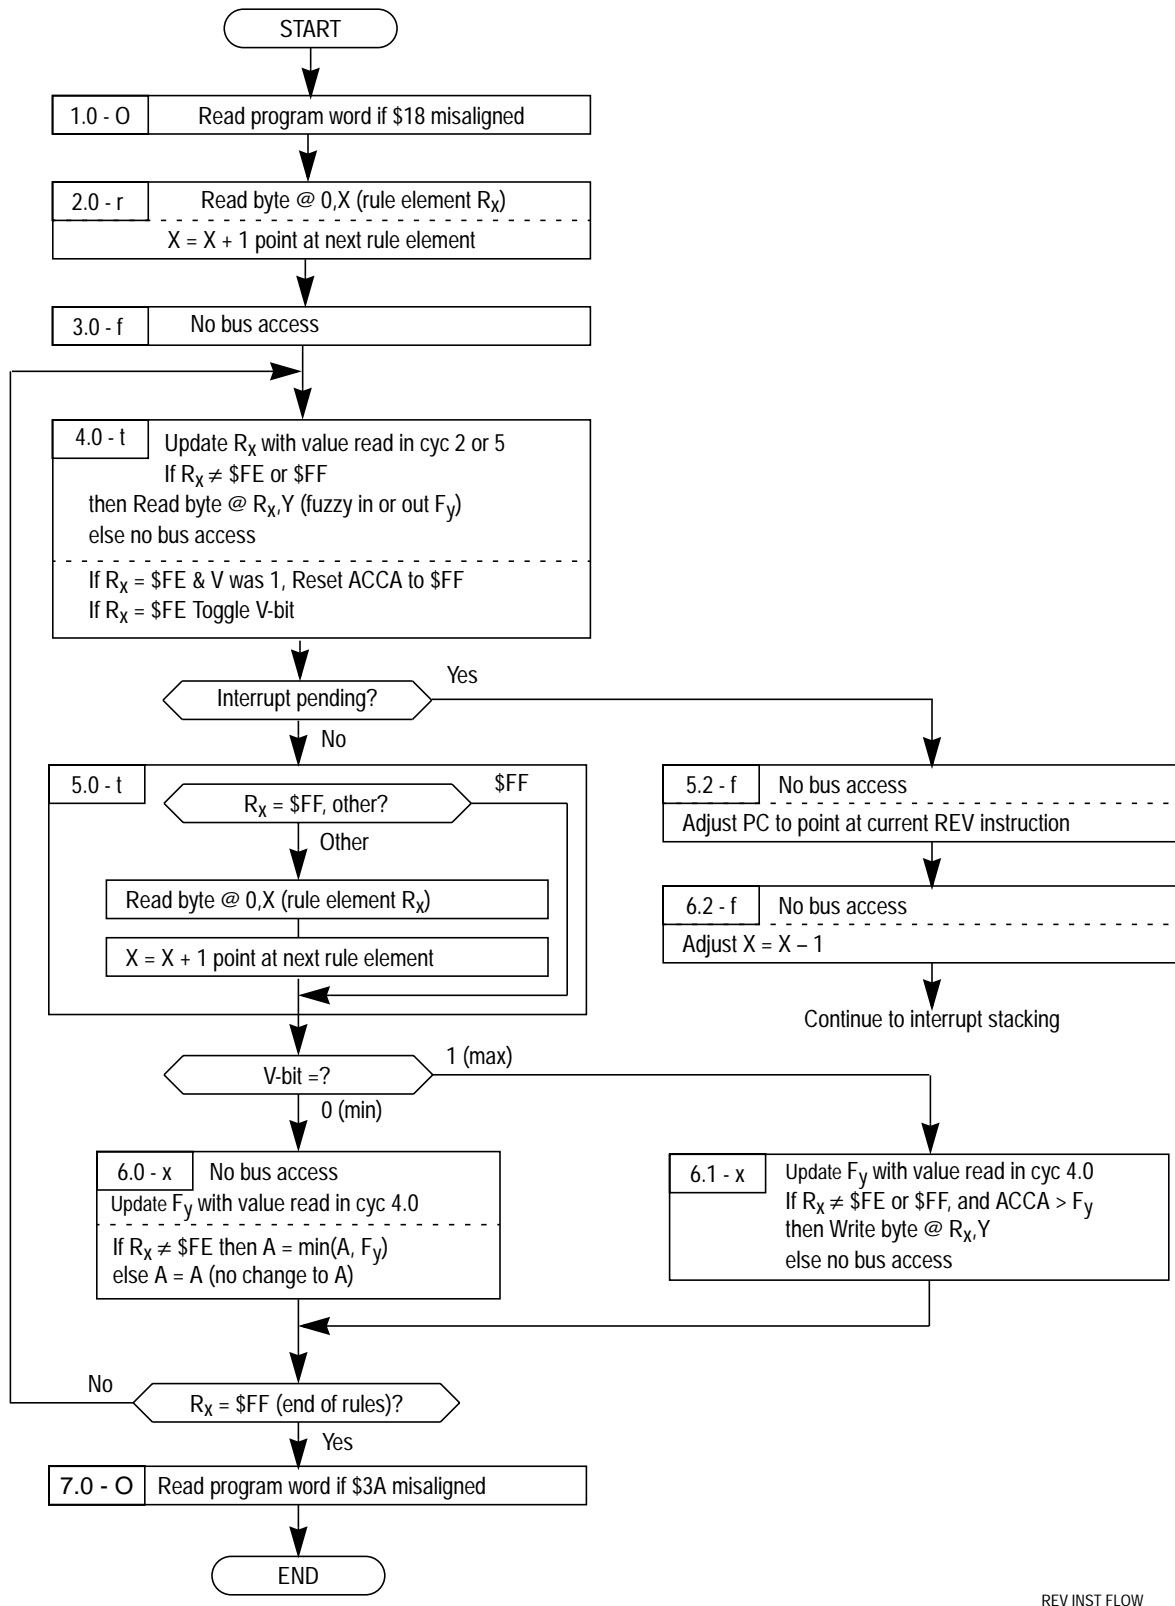 START
1.0 - O Read program word if $18 misaligned
2.0 - r Read byte @ 0,X (rule element Rx)
X = X + 1 point at next rule element
3.0 - f No bus access
4.0 - t Update Rx with value read in cyc 2 or 5
If Rx ≠ $FE or $FF
then Read byte @ Rx,Y (fuzzy in or out Fy)
else no bus access
If Rx = $FE & V was 1, Reset ACCA to $FF
If Rx = $FE Toggle V-bit
Interrupt pending?
Yes
No
5.0 - t
Rx = $FF, other?
$FF
Other
Read byte @ 0,X (rule element Rx)
X = X + 1 point at next rule element
5.2 - f No bus access
Adjust PC to point at current REV instruction
6.2 - f No bus access
Adjust X = X – 1
Continue to interrupt stacking
V-bit =?
1 (max)
0 (min)
6.0 - x No bus access
Update Fy with value read in cyc 4.0
If Rx ≠ $FE then A = min(A, Fy)
else A = A (no change to A)
6.1 - x Update Fy with value read in cyc 4.0
If Rx ≠ $FE or $FF, and ACCA > Fy
then Write byte @ Rx,Y
else no bus access
No
Rx = $FF (end of rules)?
Yes
7.0 - O Read program word if $3A misaligned
END
REV INST FLOW